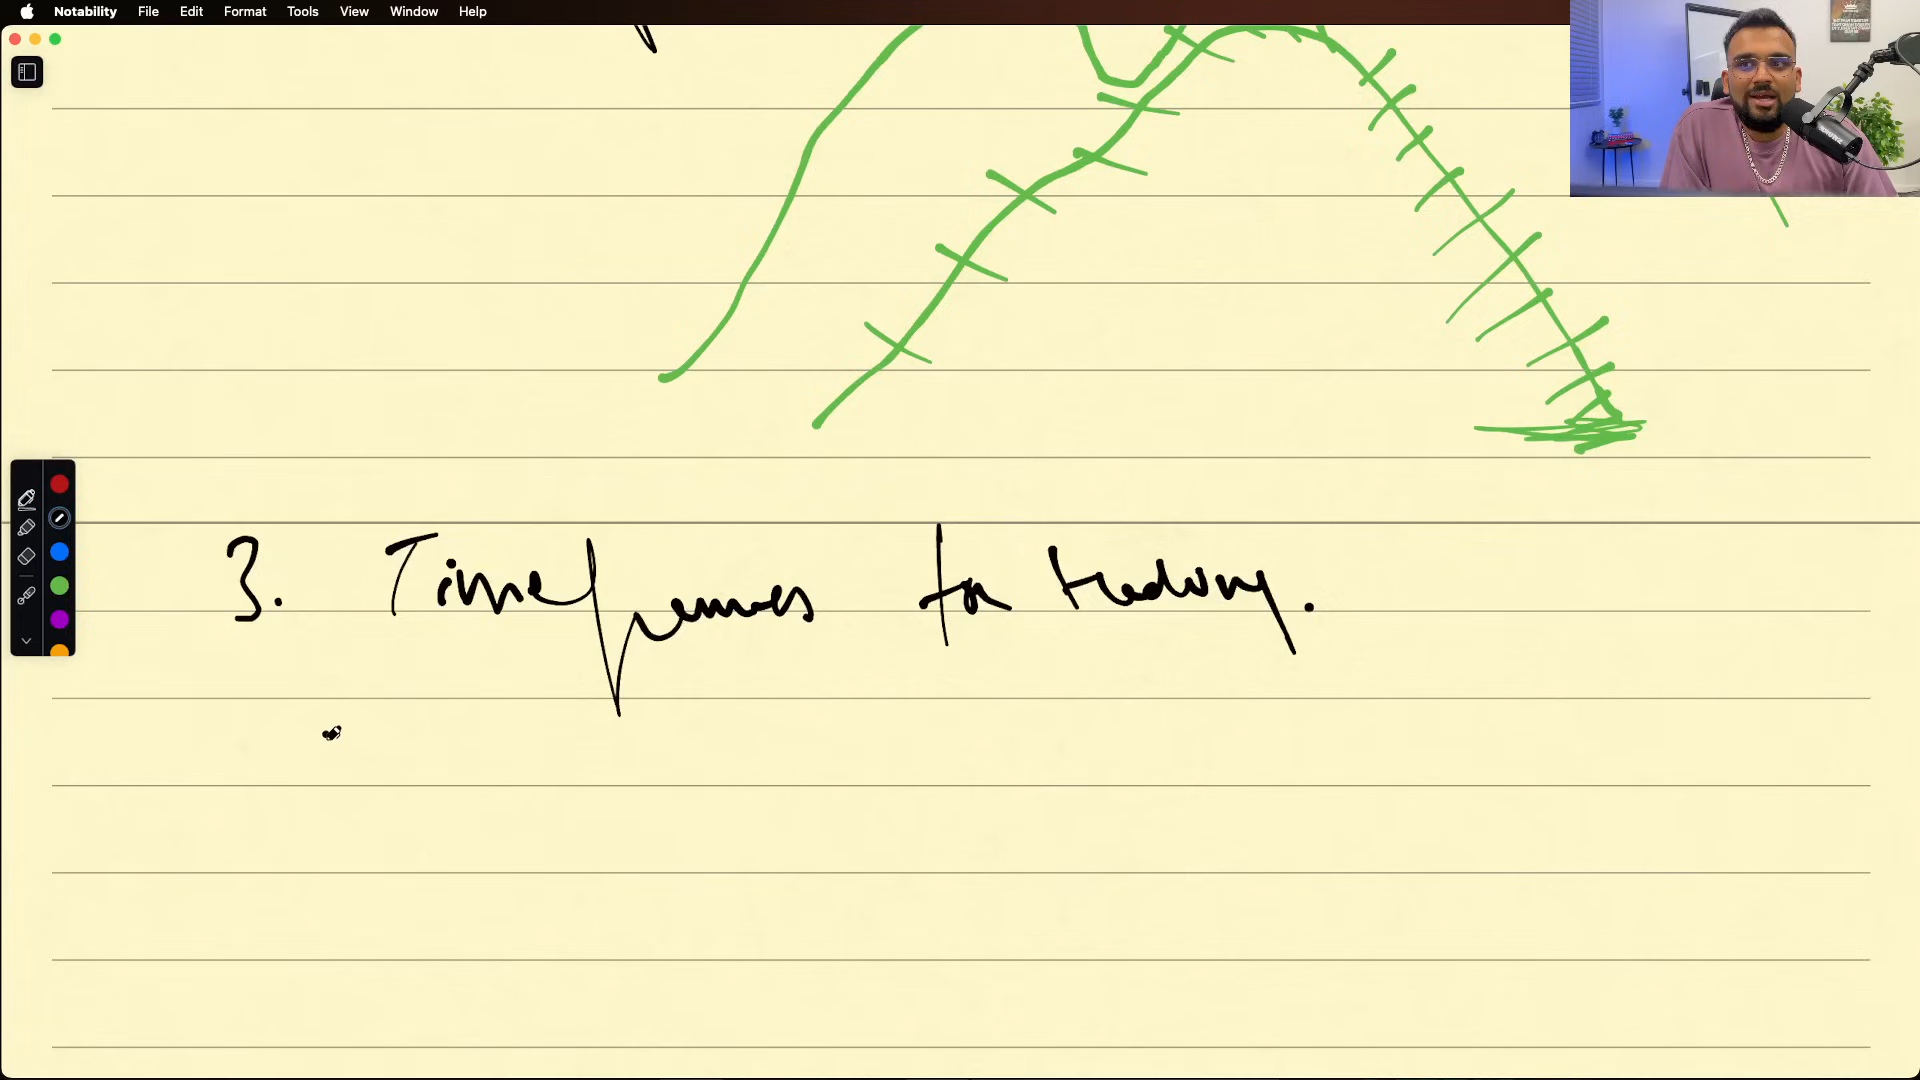 Notability File Edit Format Tools View Window Help
3. Timeframes for trading.